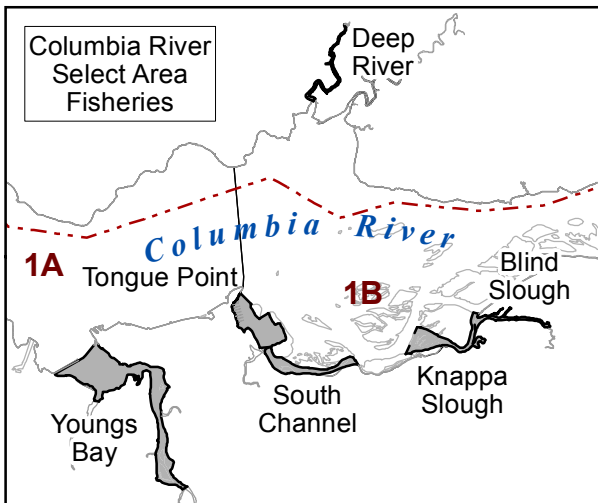 Columbia River
Select Area
Fisheries
Deep
River
Columbia River
1A
Tongue Point
1B
Blind
Slough
Youngs
Bay
South
Channel
Knappa
Slough